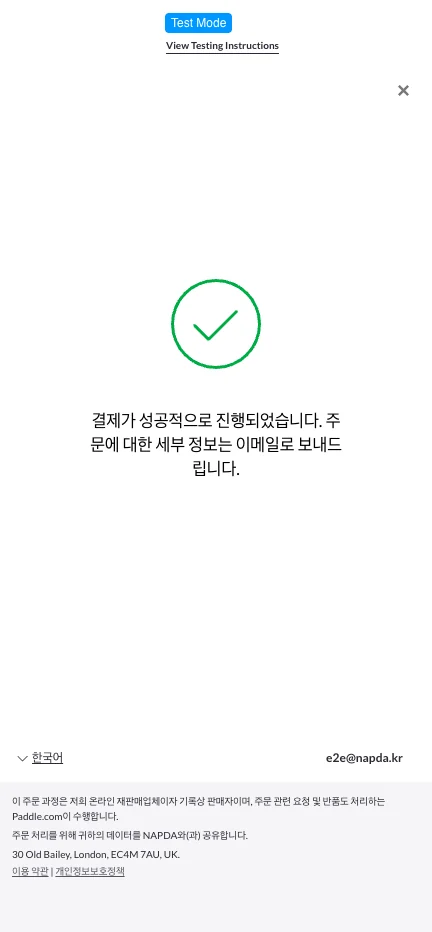 Test Mode
View Testing Instructions
결제가 성공적으로 진행되었습니다. 주
문에 대한 세부 정보는 이메일로 보내드
립니다.
한국어
e2e@napda.kr
이 주문 과정은 저희 온라인 재판매업체이자 기록상 판매자이며, 주문 관련 요청 및 반품도 처리하는
Paddle.com이 수행합니다.
주문 처리를 위해 귀하의 데이터를 NAPDA와(과) 공유합니다.
30 Old Bailey, London, EC4M 7AU, UK.
이용 약관 | 개인정보보호정책